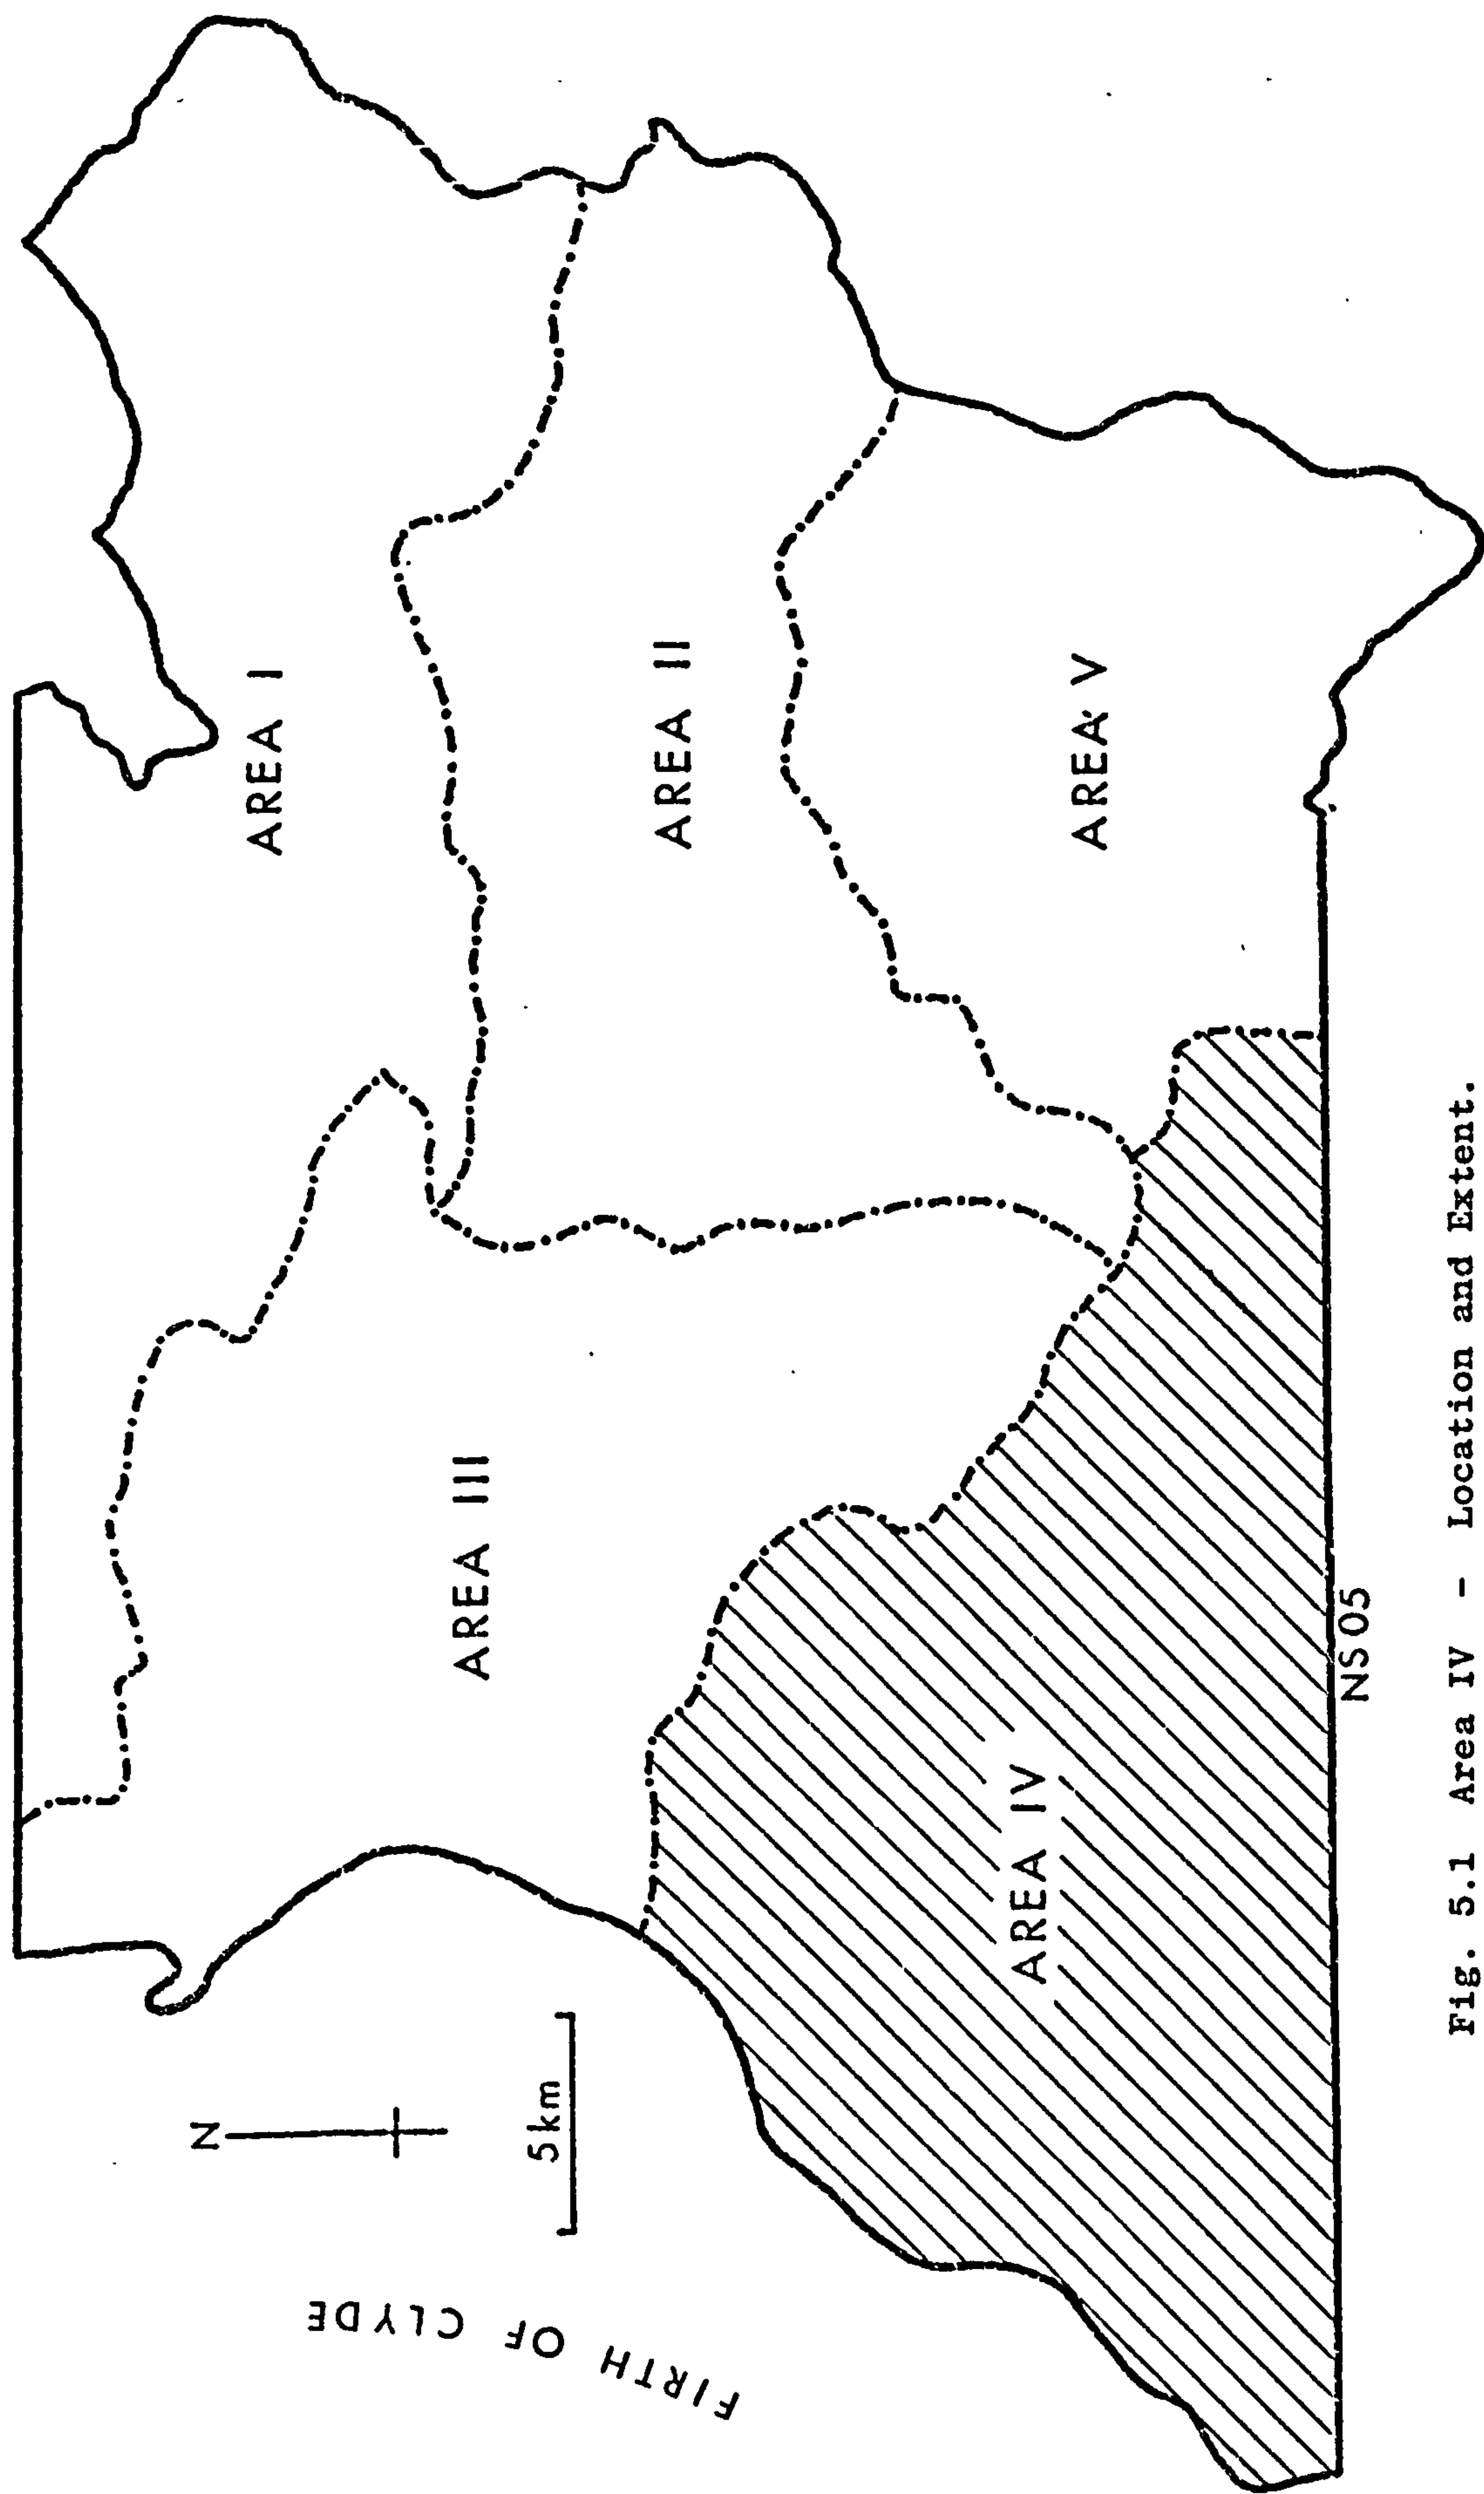 AREA I
AREA II
AREA III
AREA V
AREA IV
N
5km
FIRTH OF CLYDE
NS05
Fig. 5.1 Area IV - Location and Extent.